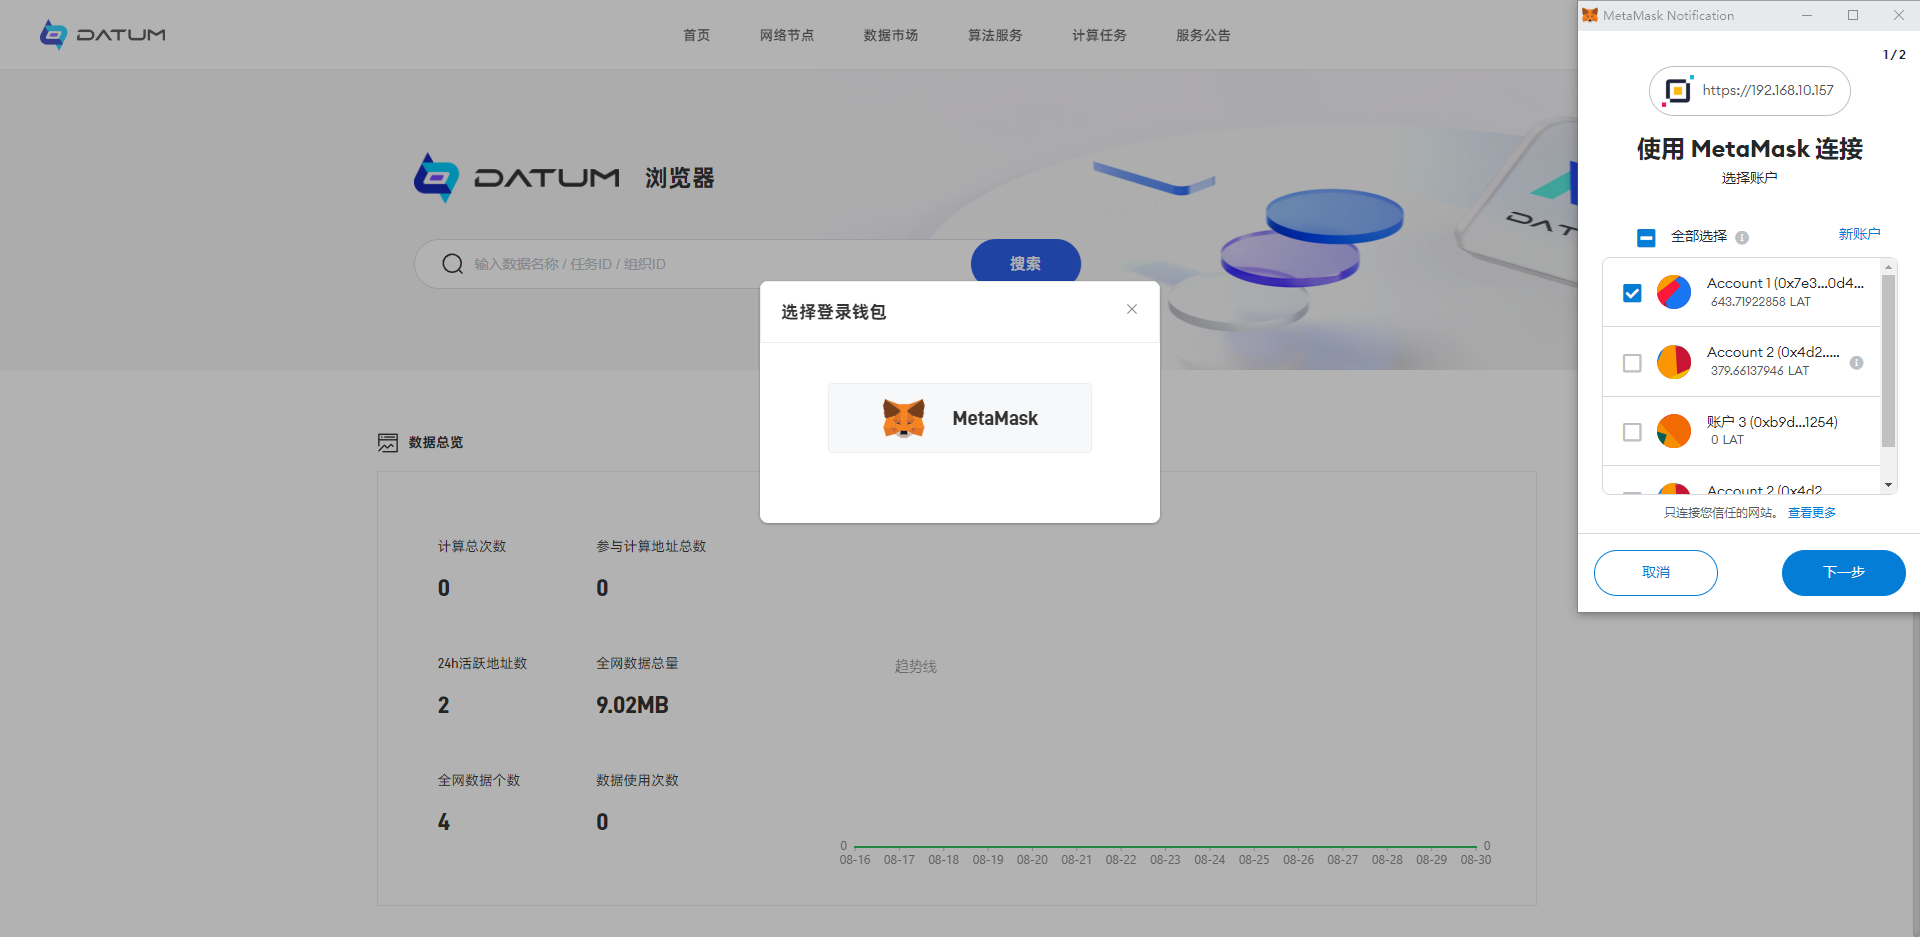 DATUM
首页 网络节点 数据市场 算法服务 计算任务 服务公告
DATUM 浏览器
输入数据名称 / 任务ID / 组织ID
搜索
选择登录钱包
MetaMask
数据总览
计算总次数 参与计算地址总数
0 0
24h活跃地址数 全网数据总量
2 9.02MB
全网数据个数 数据使用次数
4 0
趋势线
0 0
08-16 08-17 08-18 08-19 08-20 08-21 08-22 08-23 08-24 08-25 08-26 08-27 08-28 08-29 08-30
MetaMask Notification
1 / 2
https://192.168.10.157
使用 MetaMask 连接
选择账户
全部选择 新账户
Account 1 (0x7e3...0d4...
643.71922858 LAT
Account 2 (0x4d2.....
379.66137946 LAT
账户 3 (0xb9d...1254)
0 LAT
Account 2 (0x4d2
只连接您信任的网站。 查看更多
取消 下一步